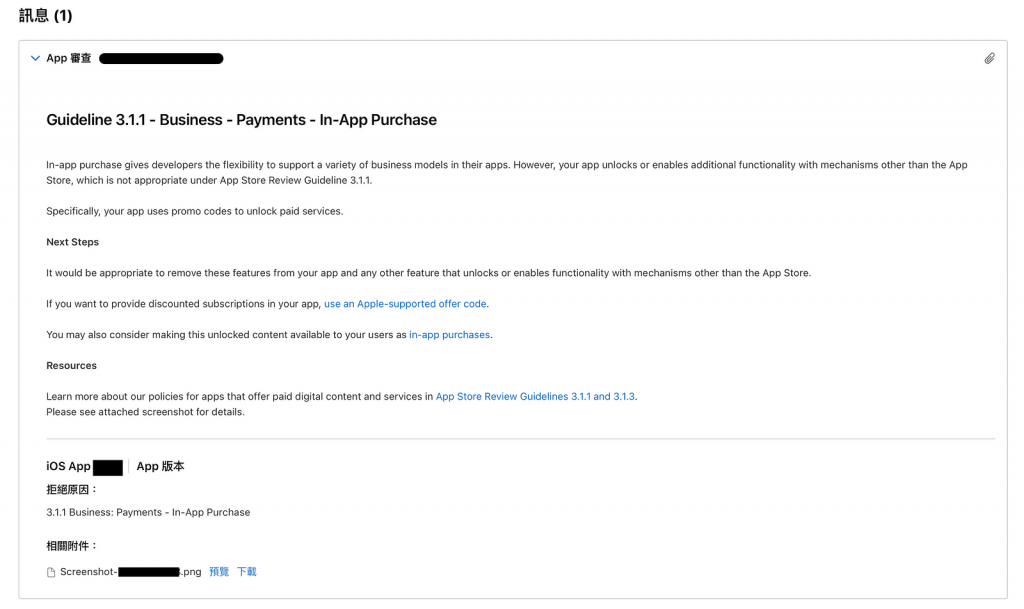 訊息 (1)
App 審查
Guideline 3.1.1 - Business - Payments - In-App Purchase
In-app purchase gives developers the flexibility to support a variety of business models in their apps. However, your app unlocks or enables additional functionality with mechanisms other than the App
Store, which is not appropriate under App Store Review Guideline 3.1.1.
Specifically, your app uses promo codes to unlock paid services.
Next Steps
It would be appropriate to remove these features from your app and any other feature that unlocks or enables functionality with mechanisms other than the App Store.
If you want to provide discounted subscriptions in your app, use an Apple-supported offer code.
You may also consider making this unlocked content available to your users as in-app purchases.
Resources
Learn more about our policies for apps that offer paid digital content and services in App Store Review Guidelines 3.1.1 and 3.1.3.
Please see attached screenshot for details.
iOS App App 版本
拒絕原因：
3.1.1 Business: Payments - In-App Purchase
相關附件：
Screenshot- .png 預覽 下載